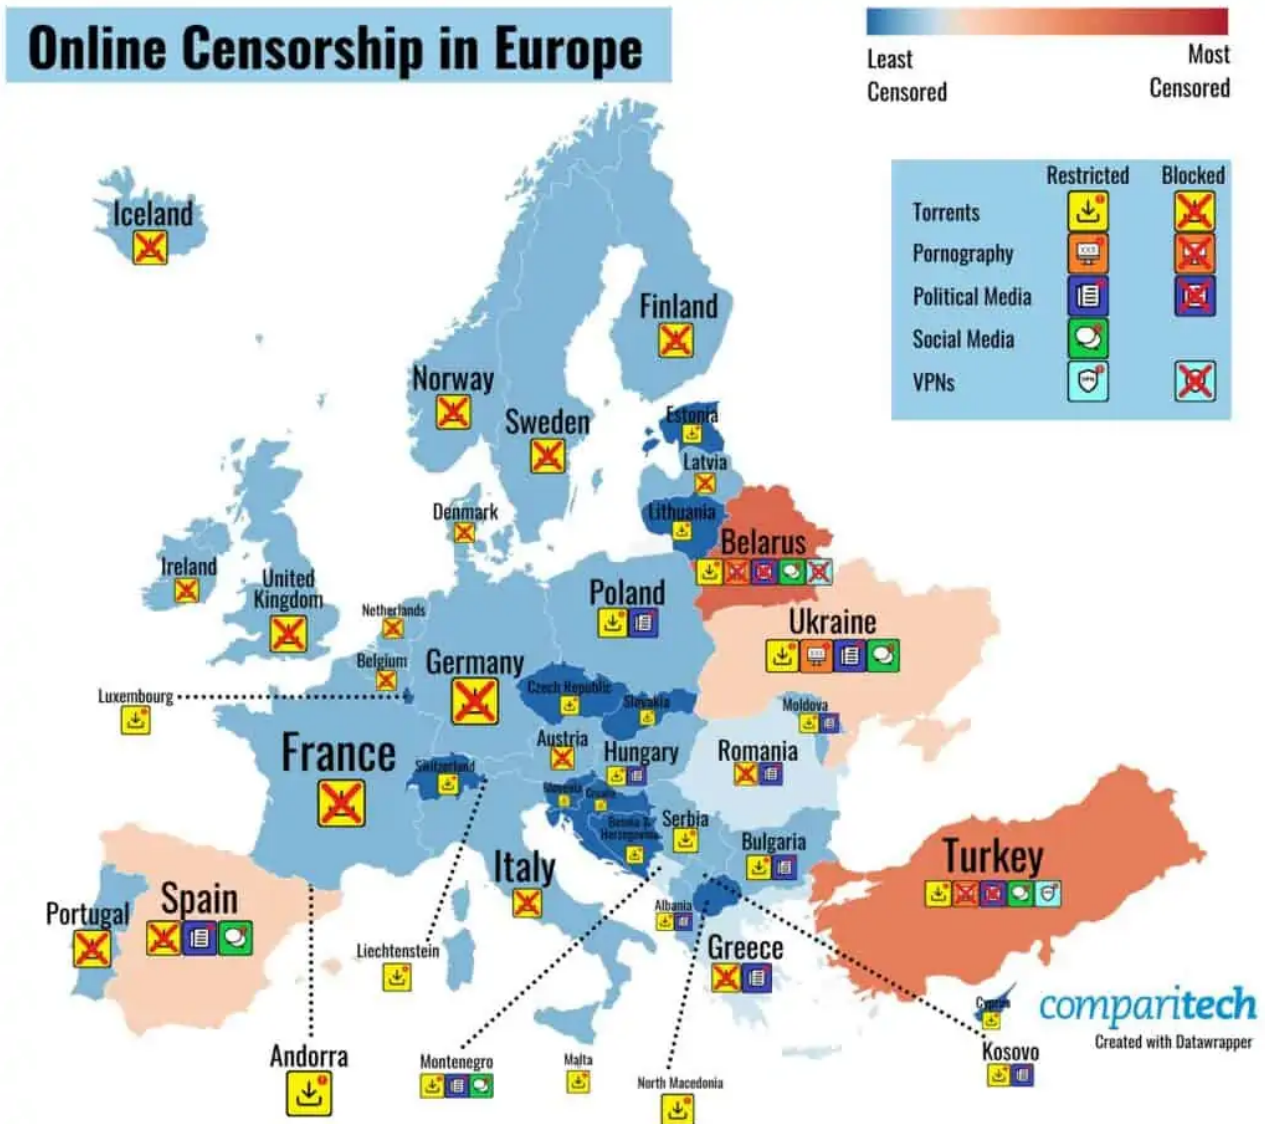 Online Censorship in Europe
Least
Censored
Most
Censored
Restricted
Blocked
Torrents
Pornography
Political Media
Social Media
VPNs
Iceland
Finland
Norway
Sweden
Estonia
Latvia
Denmark
Lithuania
Belarus
Ireland
United
Kingdom
Netherlands
Poland
Ukraine
Belgium
Germany
Luxembourg
Czech Republic
Slovakia
Moldova
France
Austria
Hungary
Romania
Switzerland
Slovenia
Croatia
Bosnia &
Herzegovina
Serbia
Bulgaria
Turkey
Italy
Spain
Portugal
Albania
Greece
Liechtenstein
Cyprus
comparitech
Created with Datawrapper
Andorra
Montenegro
Malta
North Macedonia
Kosovo